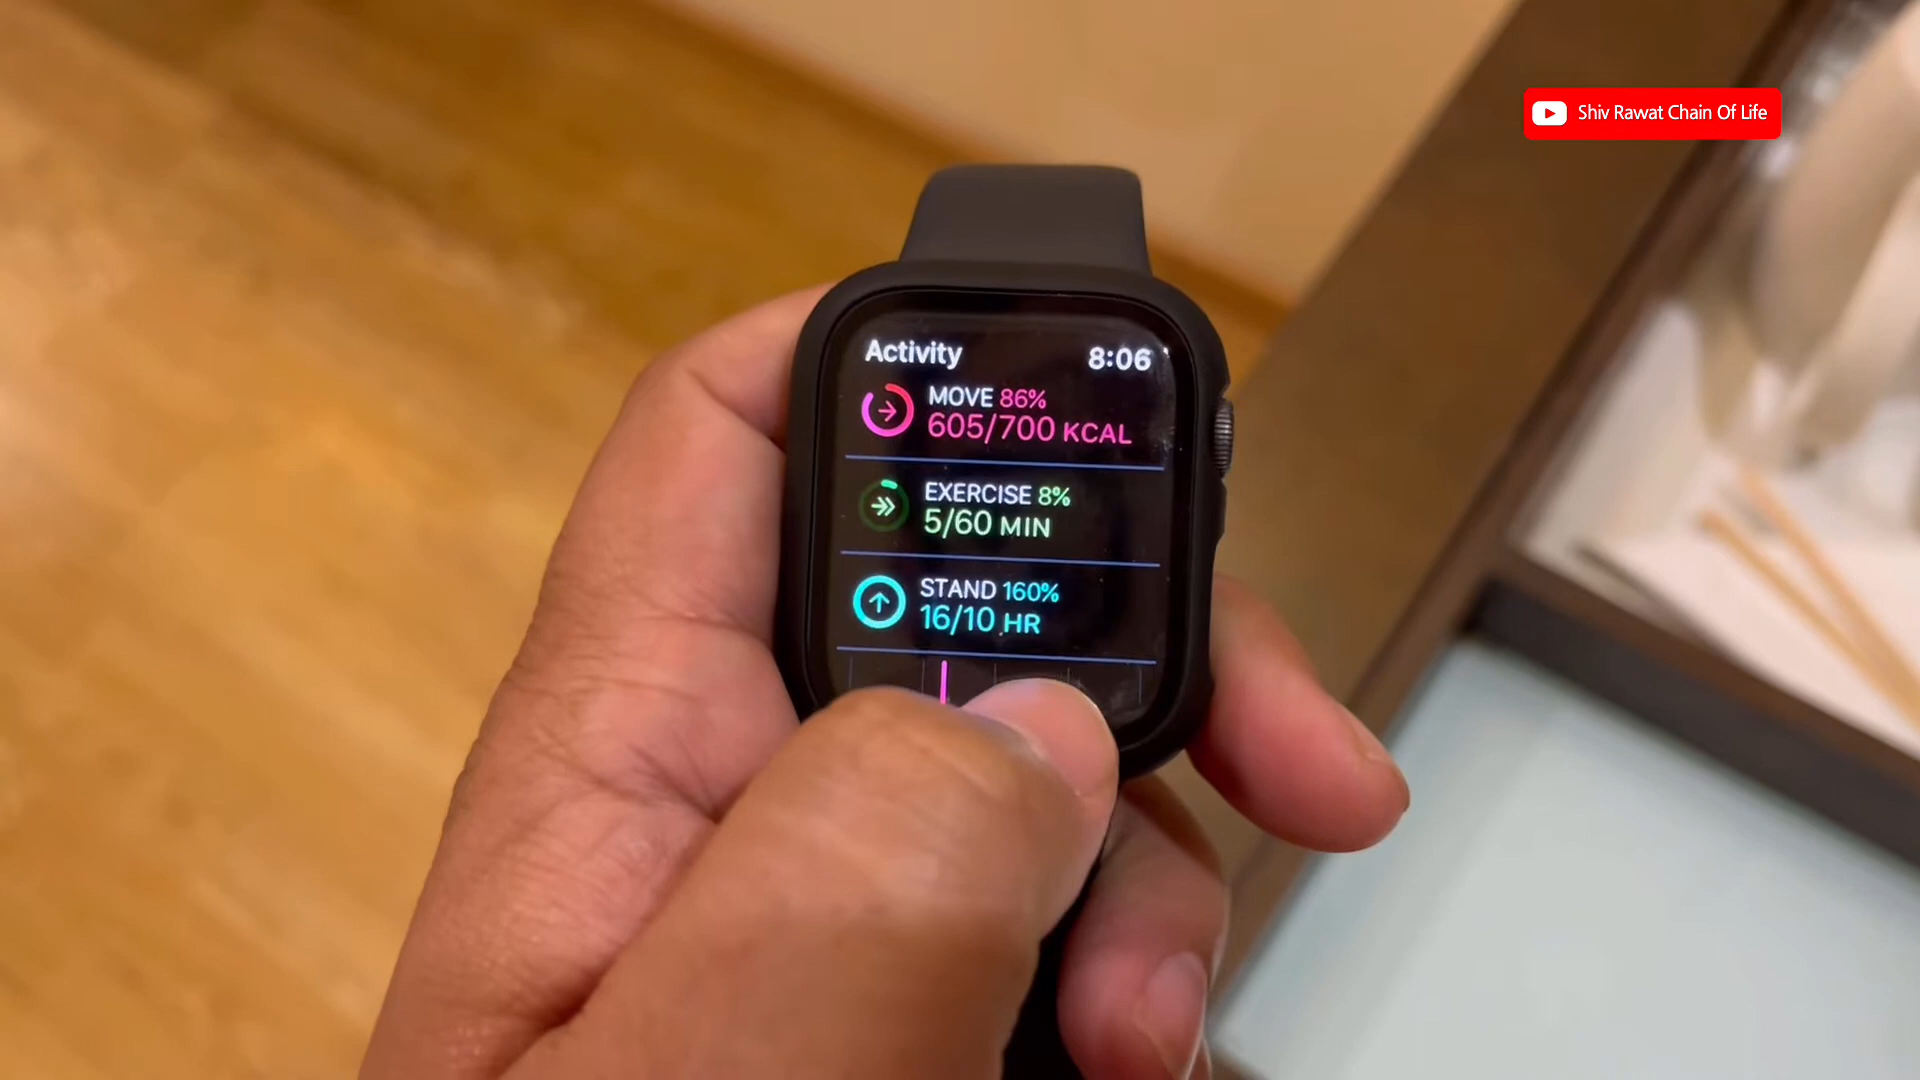 Shiv Rawat Chain Of Life
Activity 8:06
MOVE 86%
605/700 KCAL
EXERCISE 8%
5/60 MIN
STAND 160%
16/10 HR